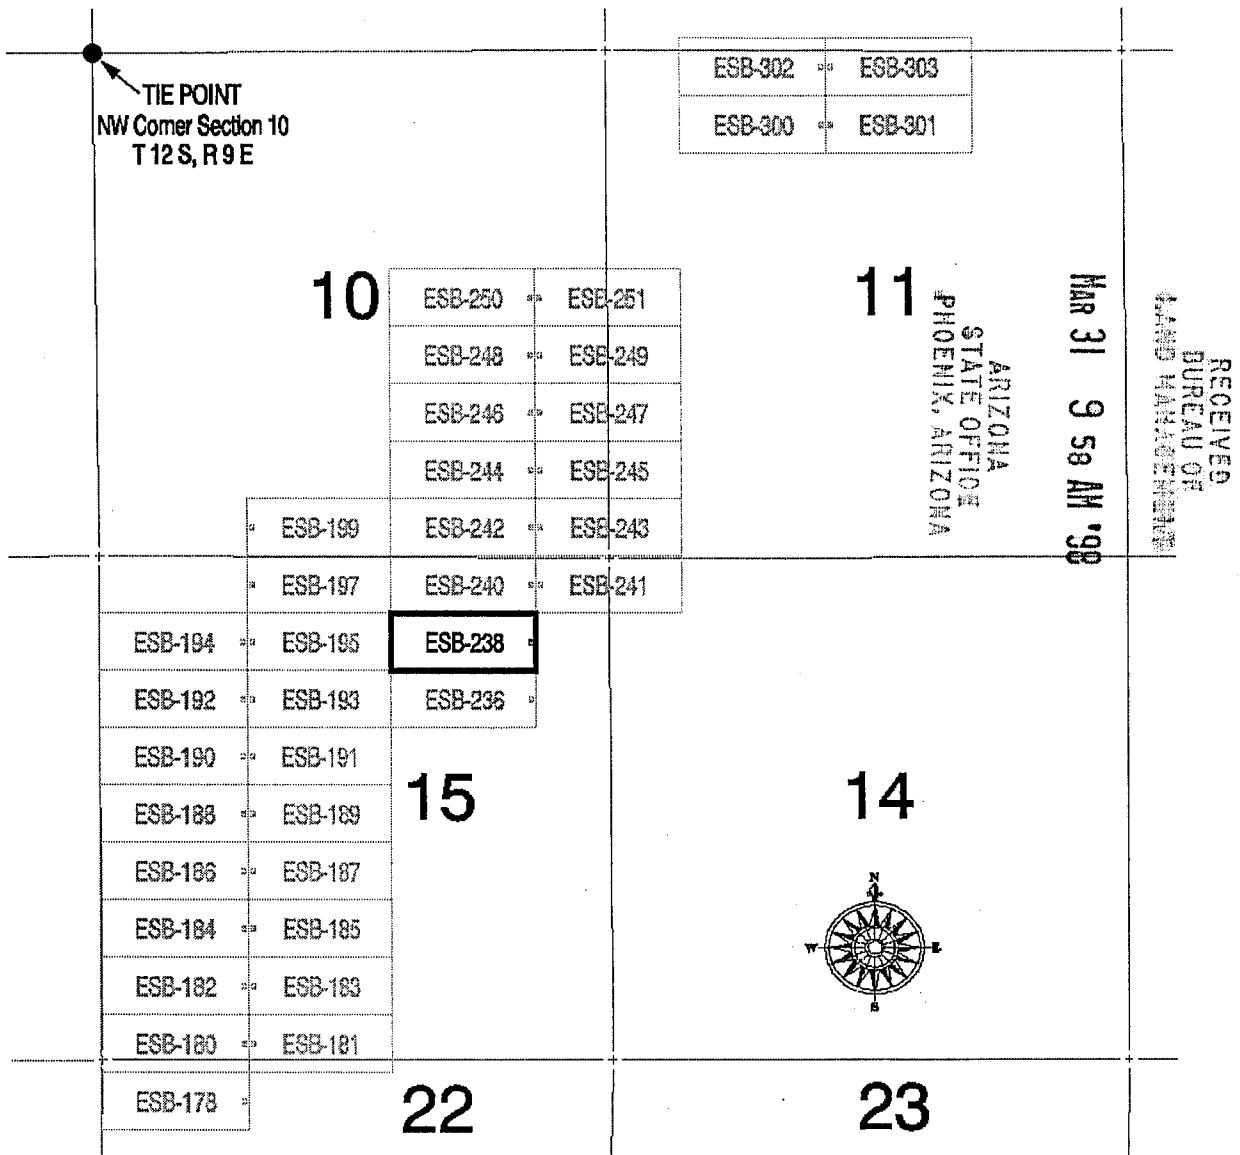 ESB-302 ESB-303
TIE POINT
NW Corner Section 10
T 12 S, R 9 E
ESB-300 ESB-301
10
11
ESB-250 ESB-251
ESB-248 ESB-249
ESB-246 ESB-247
ESB-244 ESB-245
ESB-199 ESB-242 ESB-243
ESB-197 ESB-240 ESB-241
ESB-194 ESB-195 ESB-238
ESB-192 ESB-193 ESB-236
ESB-190 ESB-191
15
14
ESB-188 ESB-189
ESB-186 ESB-187
ESB-184 ESB-185
ESB-182 ESB-183
ESB-180 ESB-181
ESB-178
22
23
N
W E
S
RECEIVED
BUREAU OF
LAND MANAGEMENT
MAR 31 9 58 AM '98
ARIZONA
STATE OFFICE
PHOENIX, ARIZONA